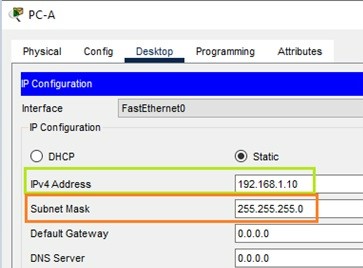 PC-A
Physical Config Desktop Programming Attributes
IP Configuration
Interface FastEthernet0
IP Configuration
DHCP Static
IPv4 Address 192.168.1.10
Subnet Mask 255.255.255.0
Default Gateway 0.0.0.0
DNS Server 0.0.0.0